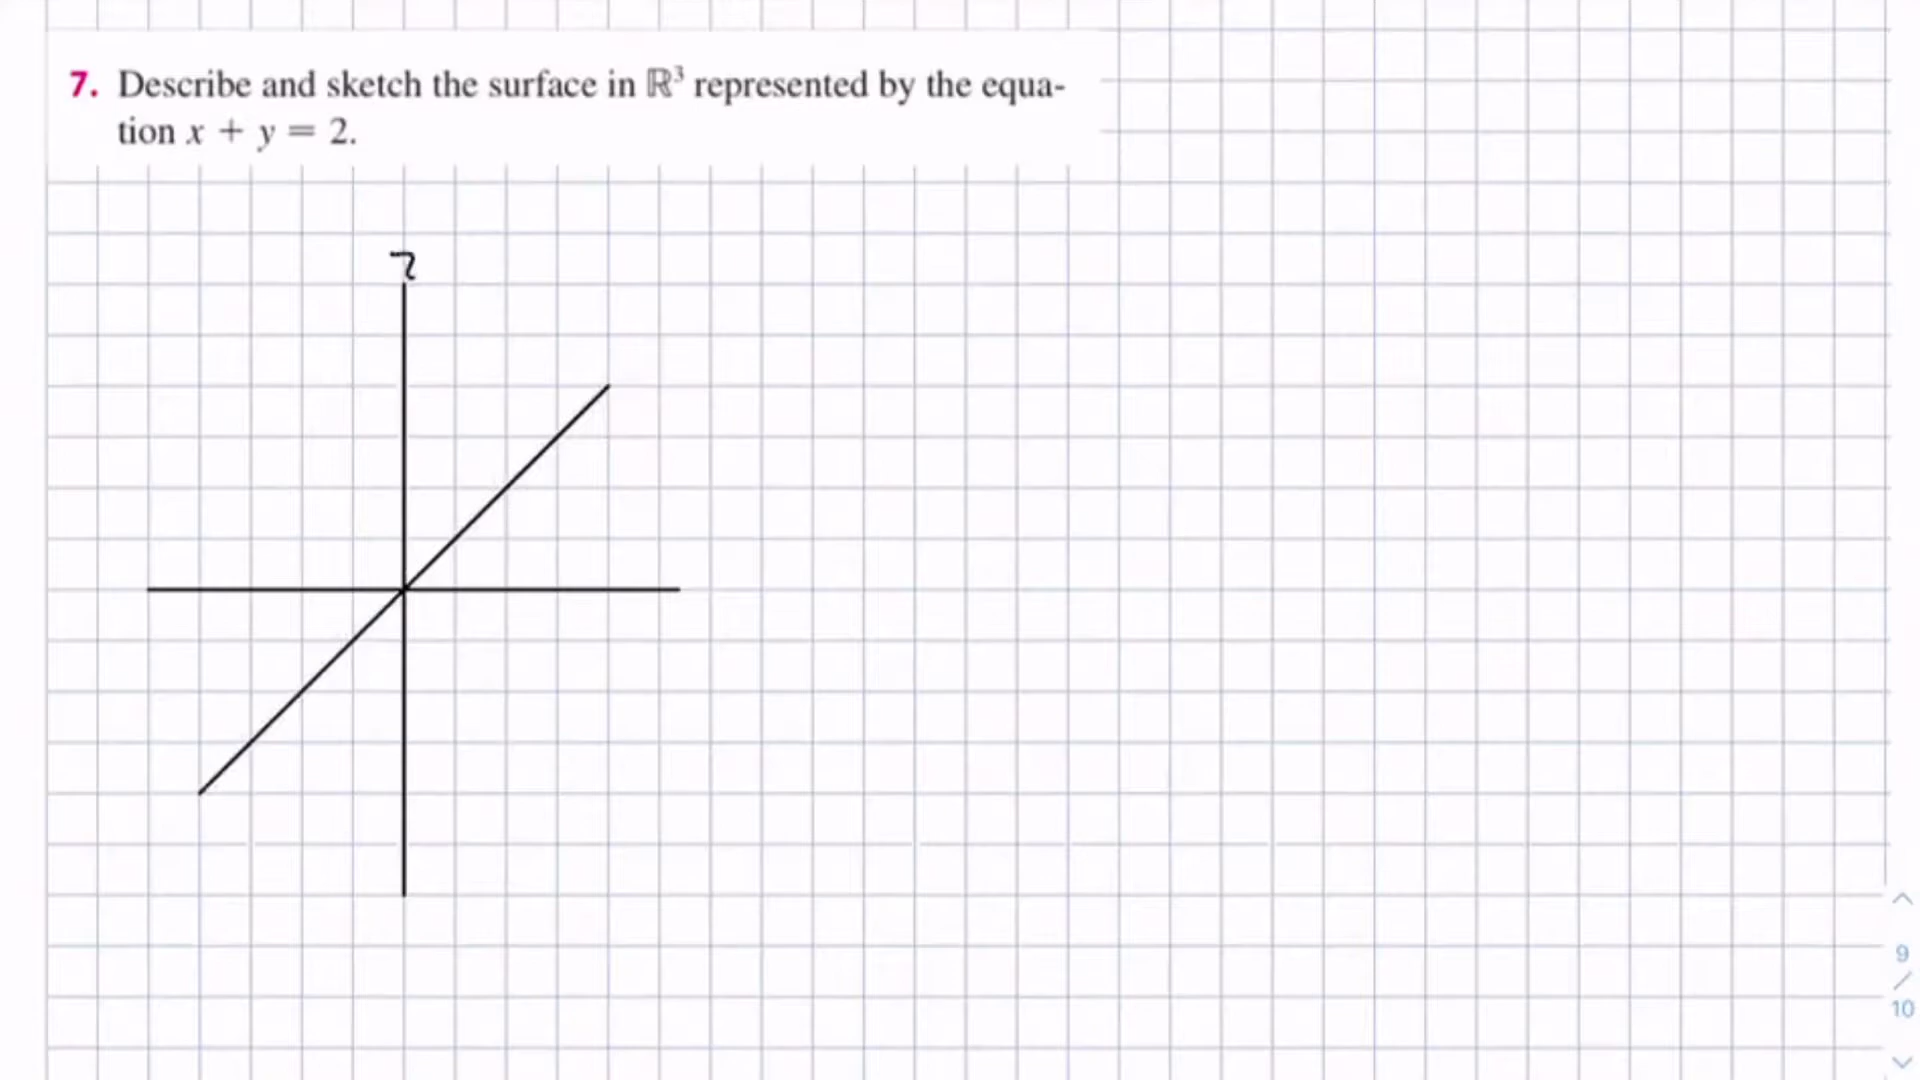 7. Describe and sketch the surface in ℝ³ represented by the equa-
tion x + y = 2.
9
/
10